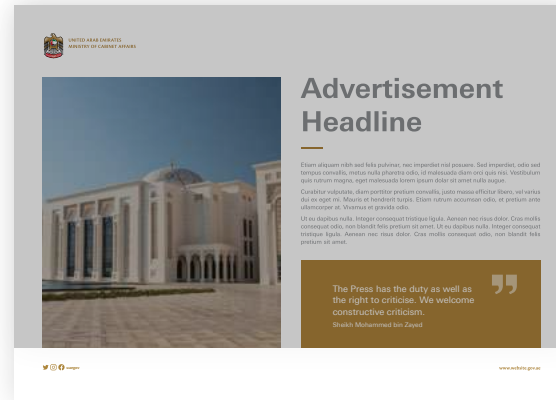 UNITED ARAB EMIRATES
MINISTRY OF CABINET AFFAIRS
Advertisement
Headline
Etiam aliquam nibh sed felis pulvinar, nec imperdiet nisl posuere. Sed imperdiet, odio sed
tempus convallis, metus nulla pharetra odio, id malesuada diam orci quis nisi. Vestibulum
quis rutrum magna, eget malesuada lorem ipsum dolor sit amet nulla augue.
Curabitur vulputate, diam porttitor pretium convallis, justo massa efficitur libero, vel varius
dui ex eget mi. Mauris et hendrerit turpis. Etiam rutrum accumsan odio, et pretium ante
ullamcorper at. Vivamus et gravida odio.
Ut eu dapibus nulla. Integer consequat tristique ligula. Aenean nec risus dolor. Cras mollis
consequat odio, non blandit felis pretium sit amet. Ut eu dapibus nulla. Integer consequat
tristique ligula. Aenean nec risus dolor. Cras mollis consequat odio, non blandit felis
pretium sit amet.
The Press has the duty as well as
the right to criticise. We welcome
constructive criticism.
Sheikh Mohammed bin Zayed
www.website.gov.ae